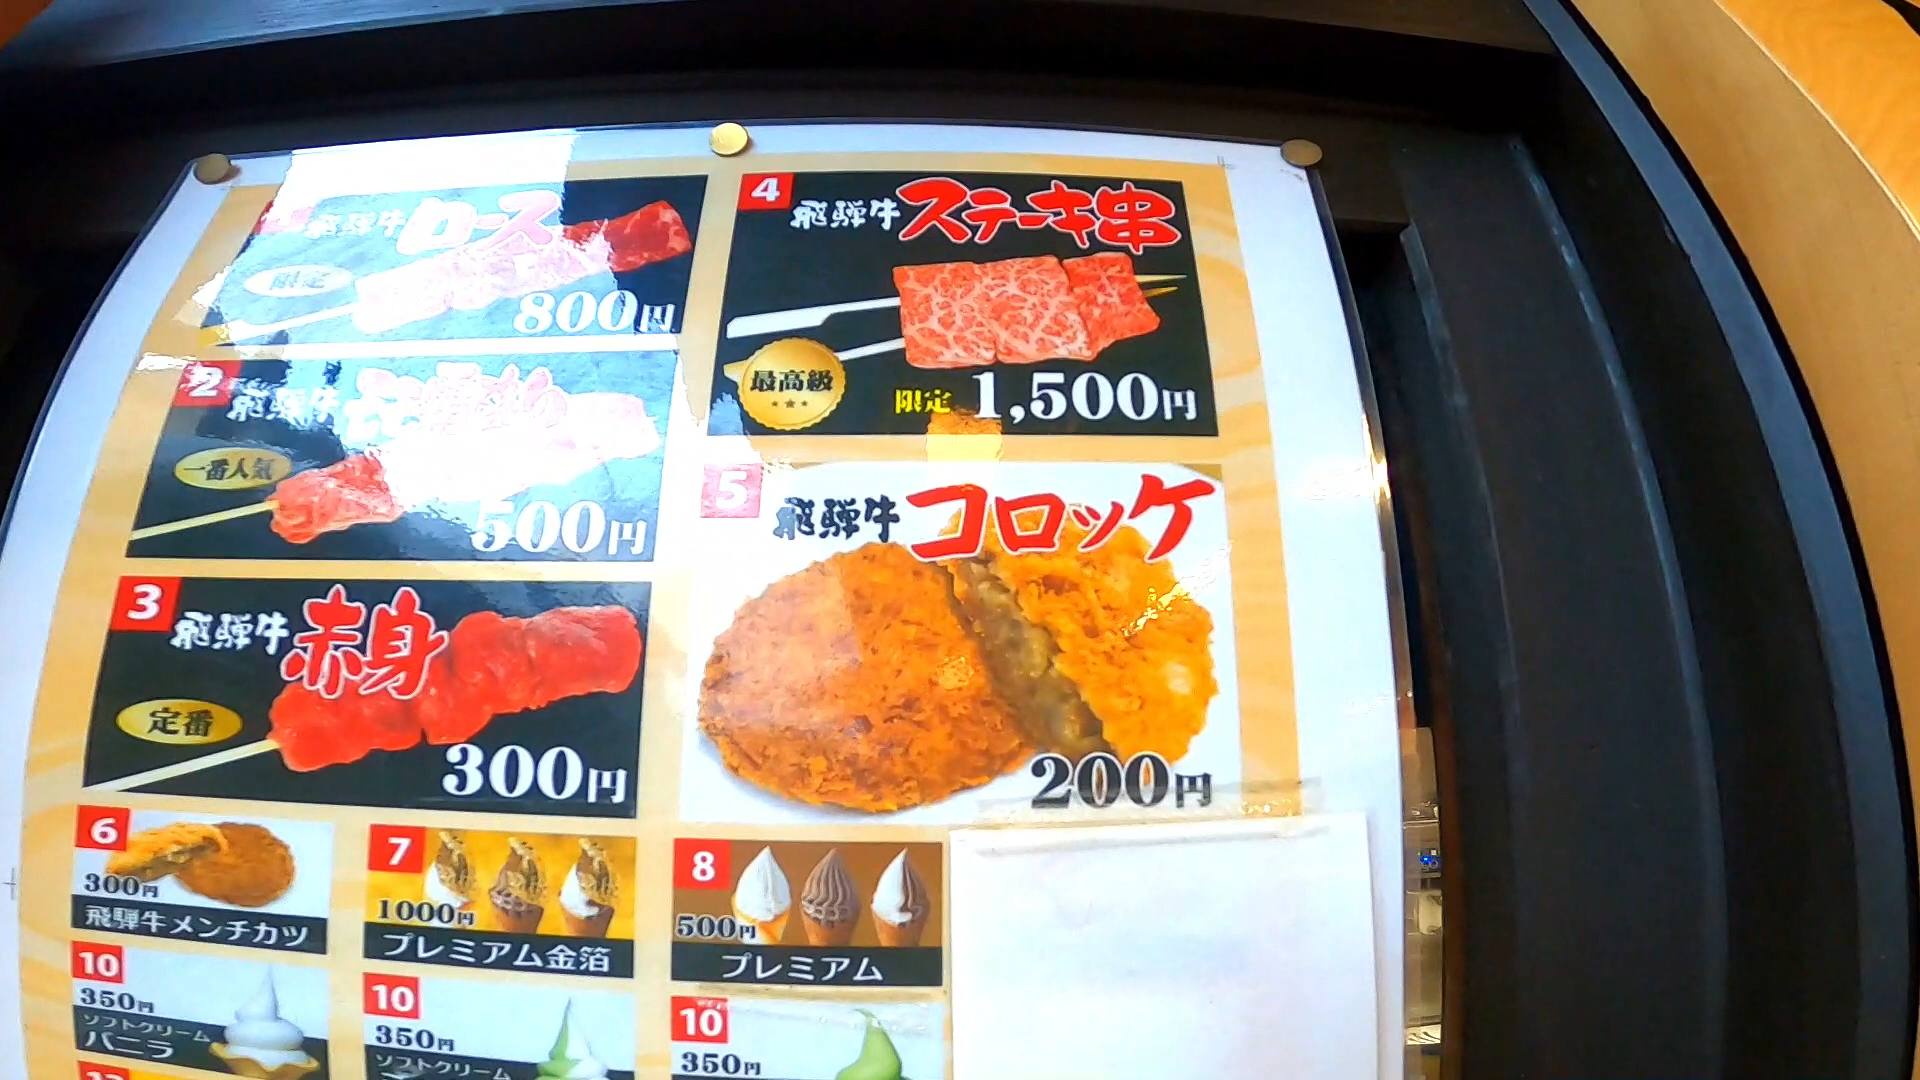 飛騨牛 ロース
限定
800円
2
飛騨牛
一番人気
500円
3
飛騨牛 赤身
定番
300円
4
飛騨牛 ステーキ串
最高級
限定 1,500円
5
飛騨牛 コロッケ
200円
6
300円
飛騨牛メンチカツ
7
1000円
プレミアム金箔
8
500円
プレミアム
10
350円
ソフトクリーム
バニラ
10
350円
ソフトクリーム
10
350円